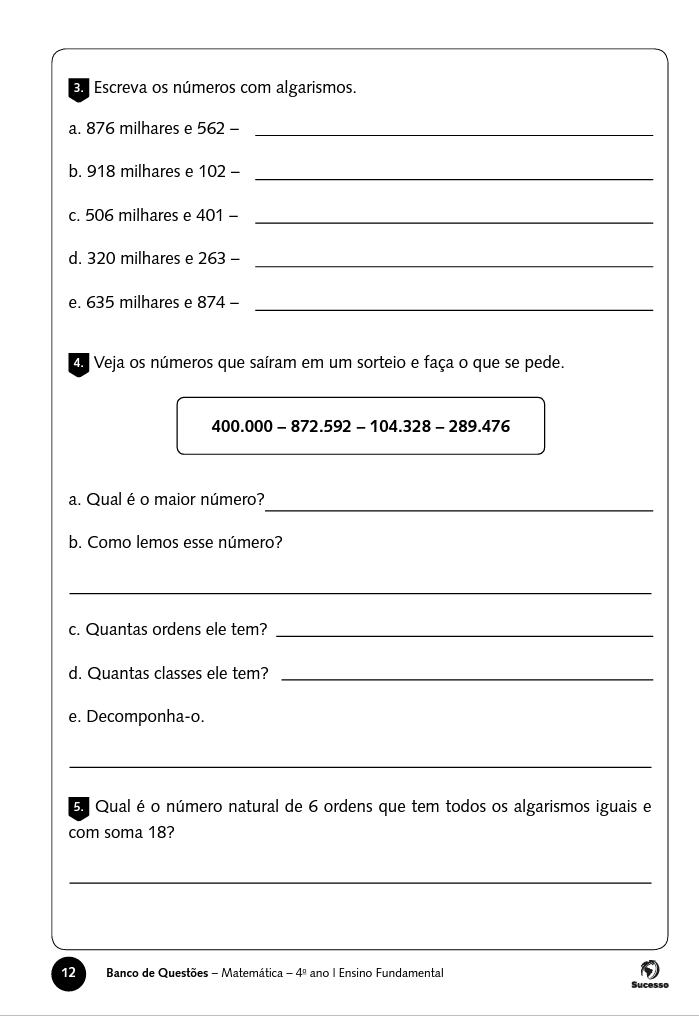 3. Escreva os números com algarismos.
a. 876 milhares e 562 –
b. 918 milhares e 102 –
c. 506 milhares e 401 –
d. 320 milhares e 263 –
e. 635 milhares e 874 –
4. Veja os números que saíram em um sorteio e faça o que se pede.
400.000 – 872.592 – 104.328 – 289.476
a. Qual é o maior número?
b. Como lemos esse número?
c. Quantas ordens ele tem?
d. Quantas classes ele tem?
e. Decomponha-o.
5. Qual é o número natural de 6 ordens que tem todos os algarismos iguais e
com soma 18?
12 Banco de Questões – Matemática – 4º ano | Ensino Fundamental
Sucesso